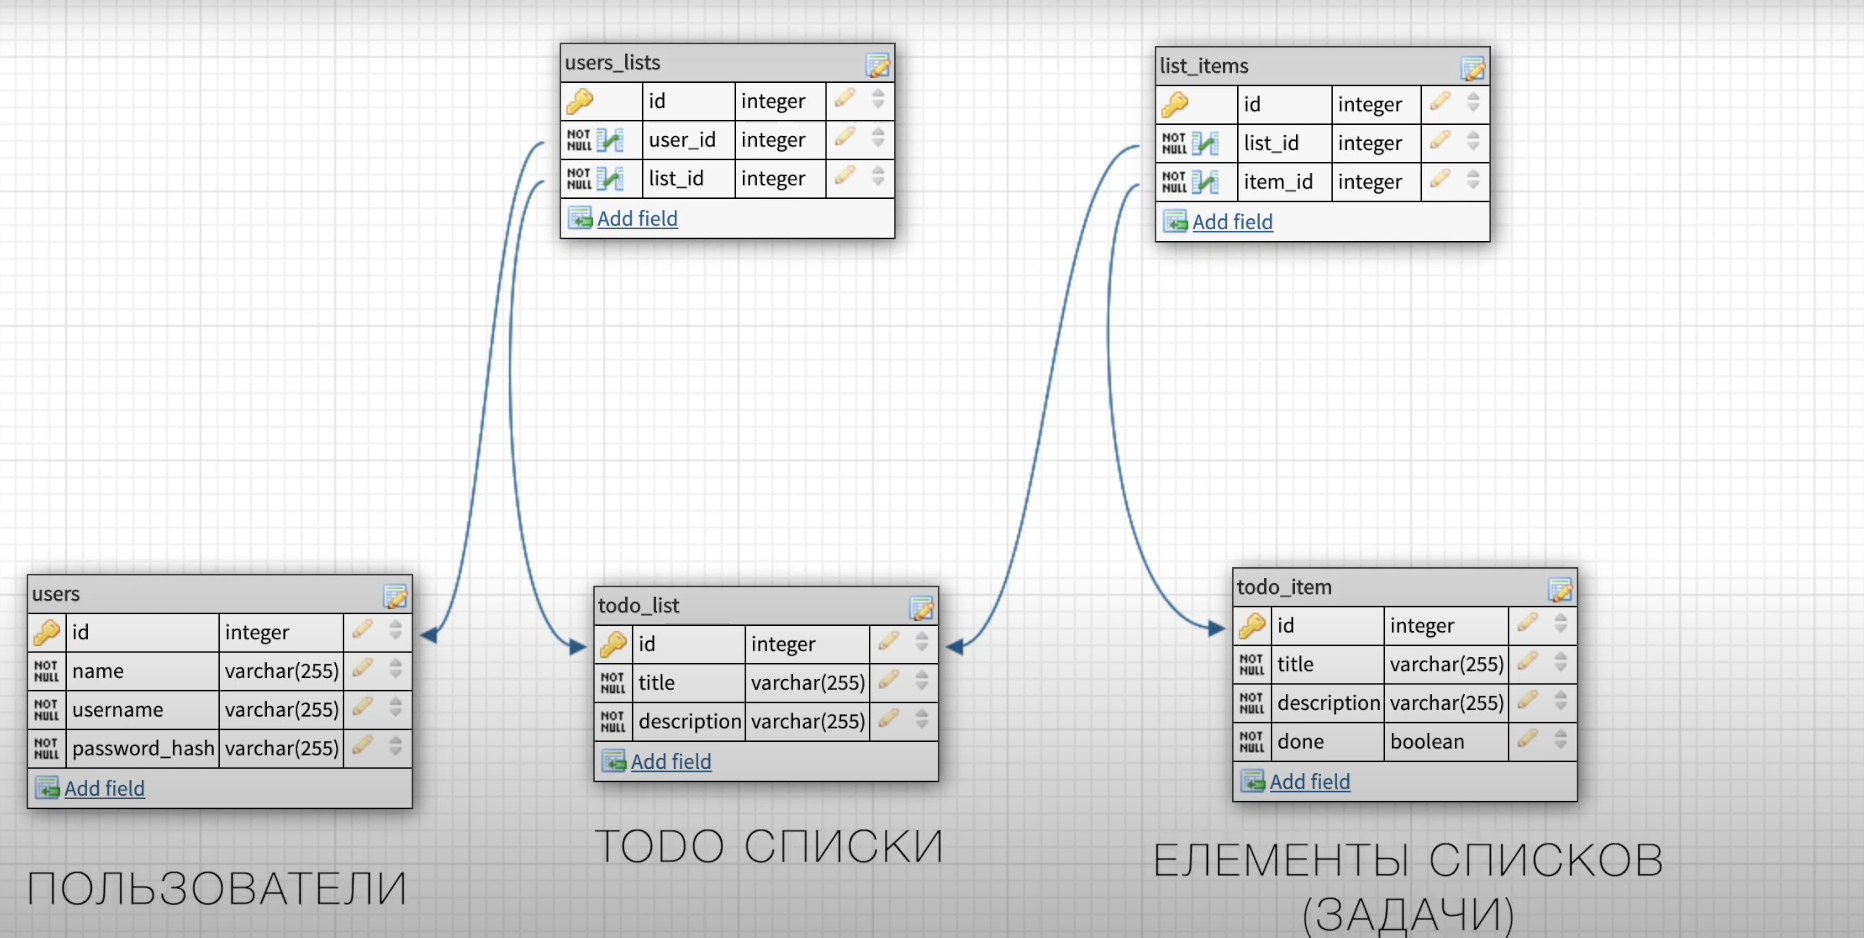 users_lists
id integer
NOT NULL user_id integer
NOT NULL list_id integer
Add field
list_items
id integer
NOT NULL list_id integer
NOT NULL item_id integer
Add field
users
id integer
NOT NULL name varchar(255)
NOT NULL username varchar(255)
NOT NULL password_hash varchar(255)
Add field
ПОЛЬЗОВАТЕЛИ
todo_list
id integer
NOT NULL title varchar(255)
NOT NULL description varchar(255)
Add field
TODO СПИСКИ
todo_item
id integer
NOT NULL title varchar(255)
NOT NULL description varchar(255)
NOT NULL done boolean
Add field
ЕЛЕМЕНТЫ СПИСКОВ
(ЗАДАЧИ)